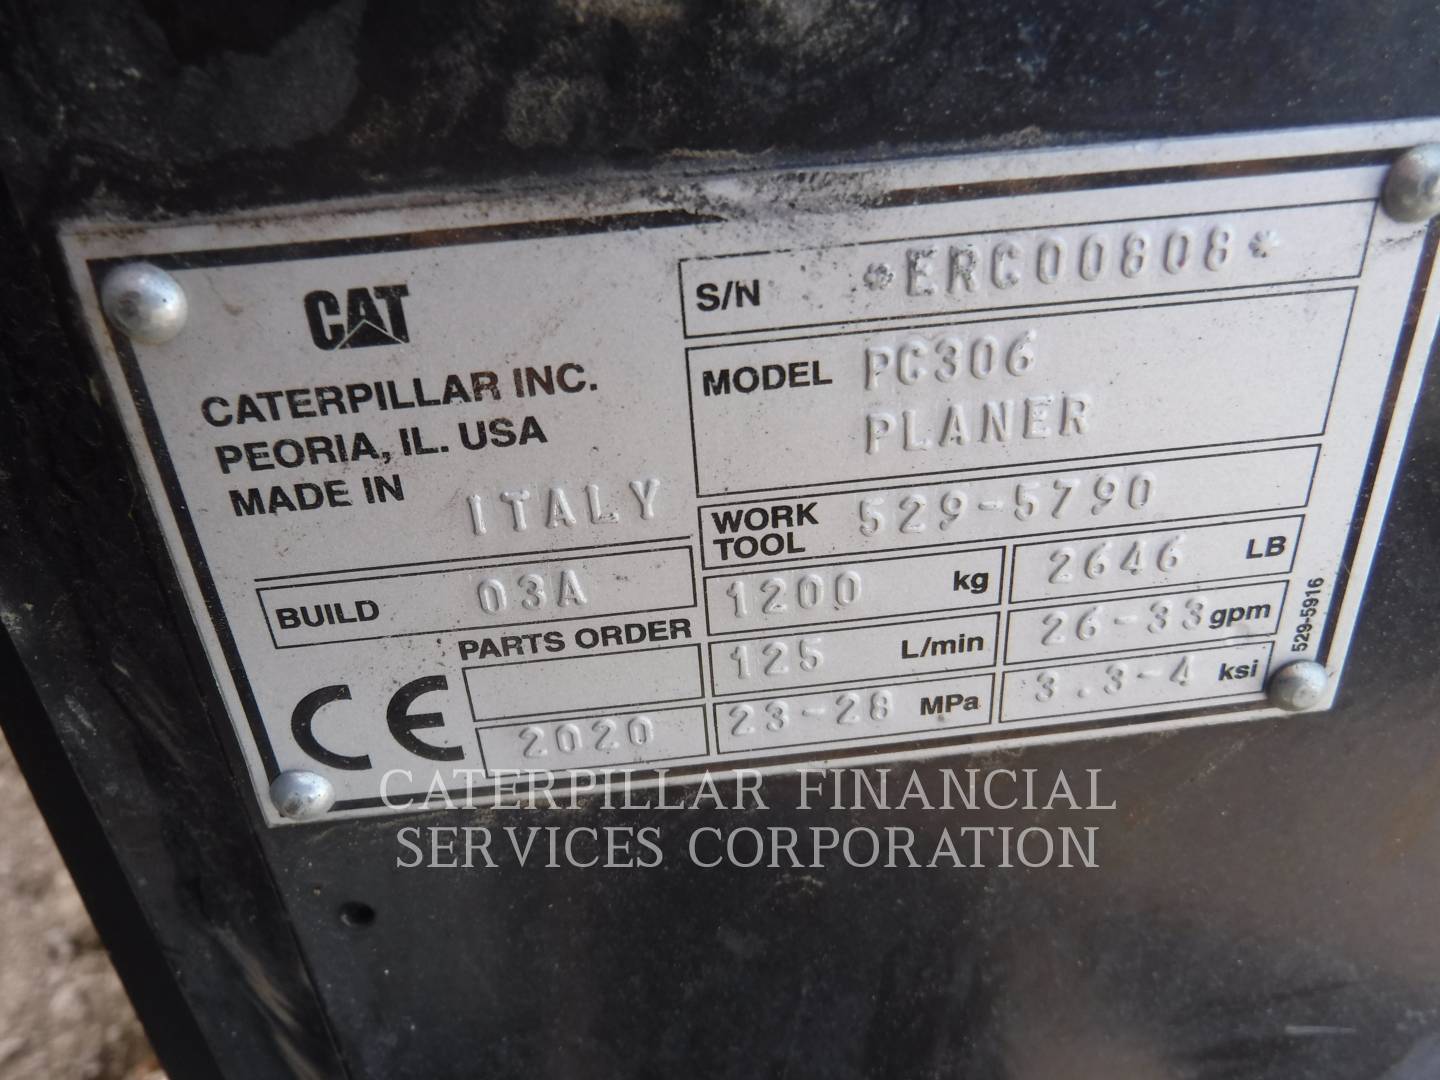 CAT
CATERPILLAR INC.
PEORIA, IL. USA
MADE IN ITALY
BUILD 03A
PARTS ORDER
2020
CE
S/N *ERC00808*
MODEL PC306
PLANER
WORK TOOL 529-5790
1200 kg 2646 LB
125 L/min 26-33 gpm
23-28 MPa 3.3-4 ksi
529-5916
CATERPILLAR FINANCIAL
SERVICES CORPORATION